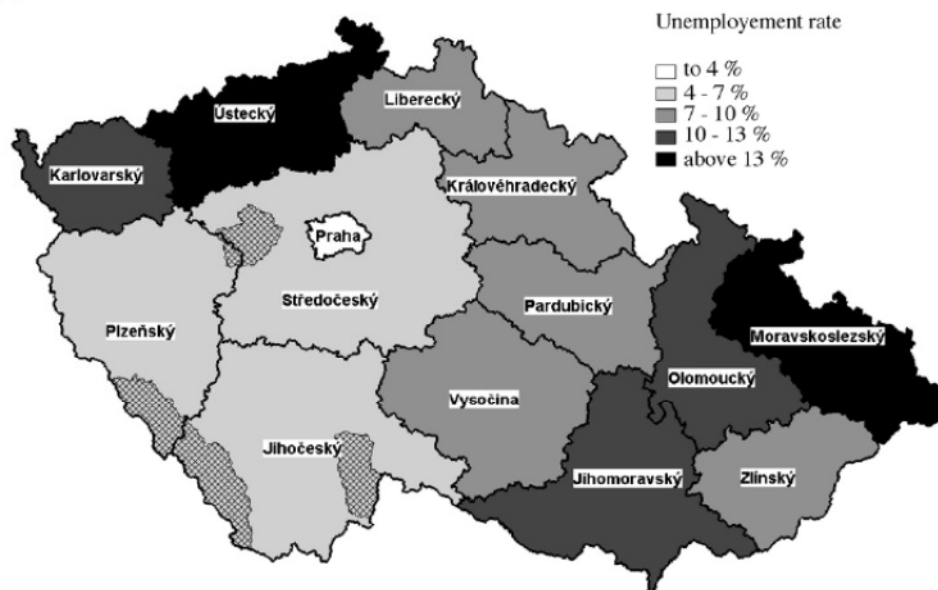 Unemployement rate
to 4 %
4 - 7 %
7 - 10 %
10 - 13 %
above 13 %
Liberecký
Ústecký
Karlovarský
Královéhradecký
Praha
Středočeský
Pardubický
Plzeňský
Moravskoslezský
Olomoucký
Vysočina
Jihočeský
Jihomoravský
Zlínský